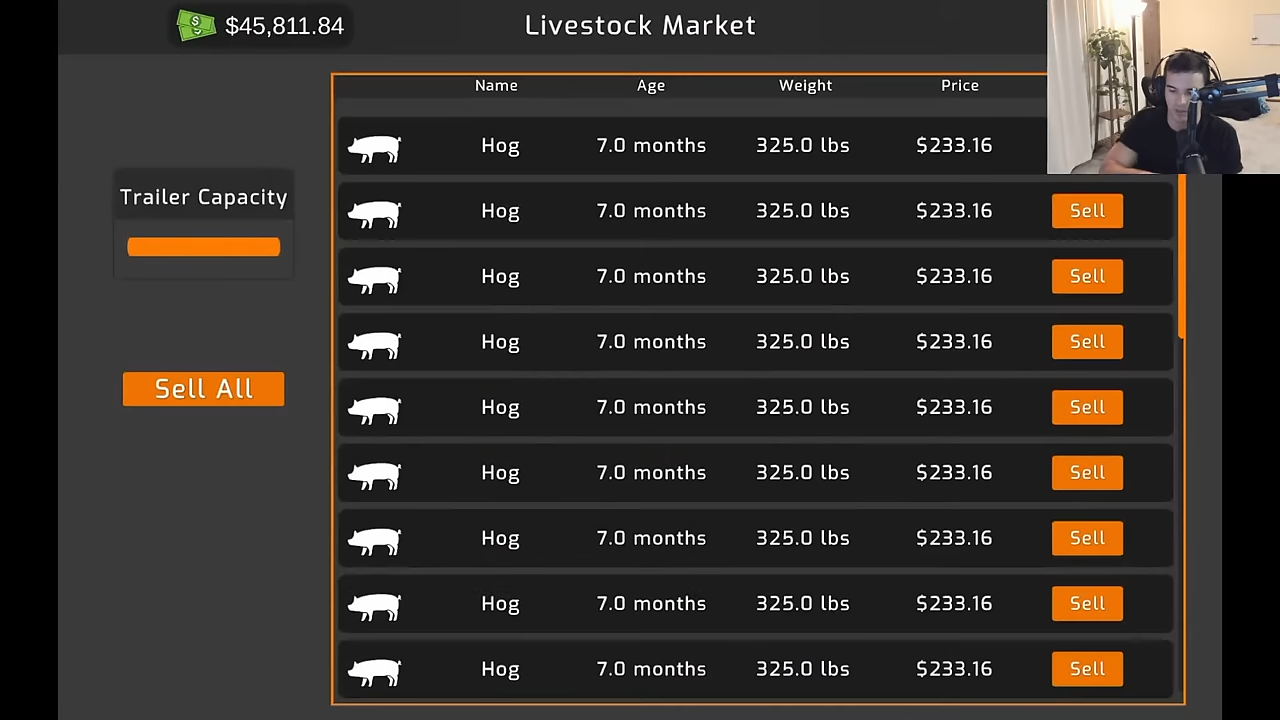 $45,811.84
Livestock Market
Name Age Weight Price
Trailer Capacity
Sell All
Hog 7.0 months 325.0 lbs $233.16
Hog 7.0 months 325.0 lbs $233.16 Sell
Hog 7.0 months 325.0 lbs $233.16 Sell
Hog 7.0 months 325.0 lbs $233.16 Sell
Hog 7.0 months 325.0 lbs $233.16 Sell
Hog 7.0 months 325.0 lbs $233.16 Sell
Hog 7.0 months 325.0 lbs $233.16 Sell
Hog 7.0 months 325.0 lbs $233.16 Sell
Hog 7.0 months 325.0 lbs $233.16 Sell